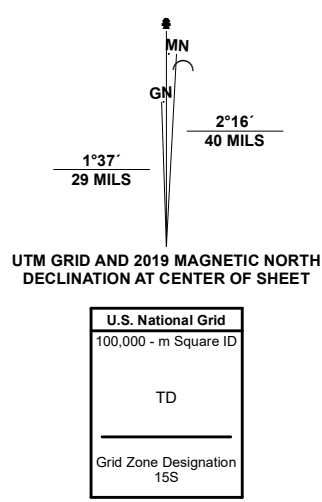 MN
GN
2°16´
40 MILS
1°37´
29 MILS
UTM GRID AND 2019 MAGNETIC NORTH
DECLINATION AT CENTER OF SHEET
U.S. National Grid
100,000 - m Square ID
TD
Grid Zone Designation
15S